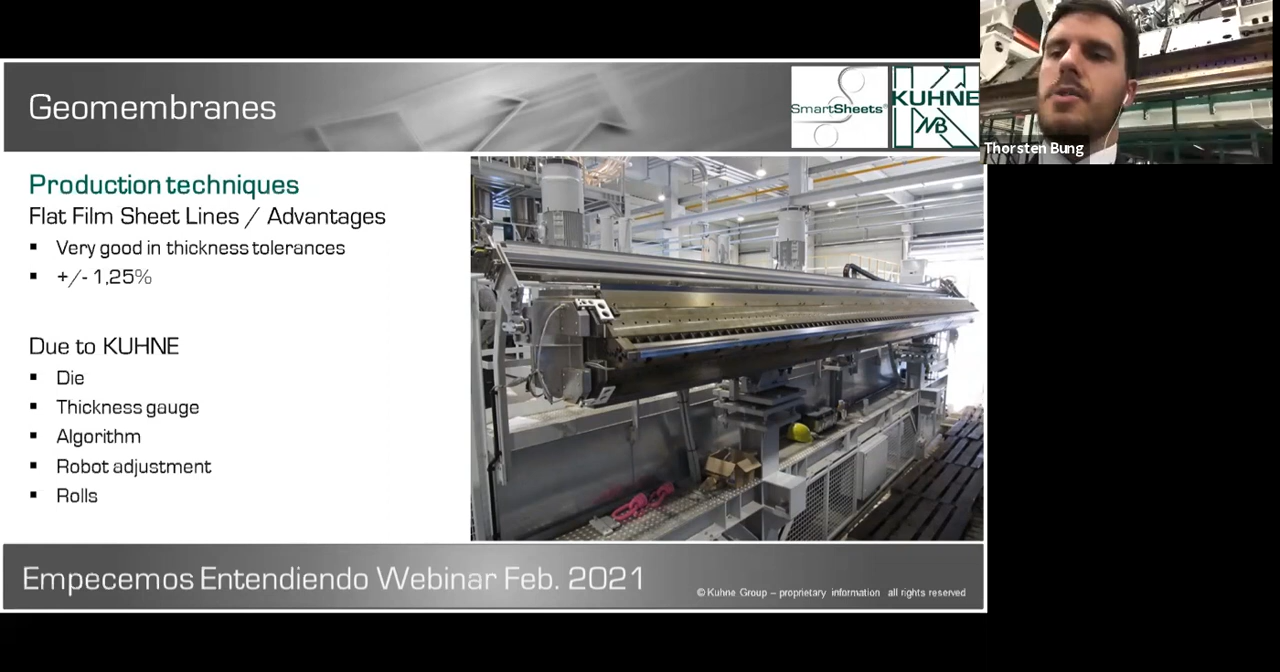 Geomembranes
SmartSheets
KUHNE
Thorsten Bung
Production techniques
Flat Film Sheet Lines / Advantages
▪ Very good in thickness tolerances
▪ +/- 1,25%
Due to KUHNE
▪ Die
▪ Thickness gauge
▪ Algorithm
▪ Robot adjustment
▪ Rolls
Empecemos Entendiendo Webinar Feb. 2021
© Kuhne Group – proprietary information all rights reserved